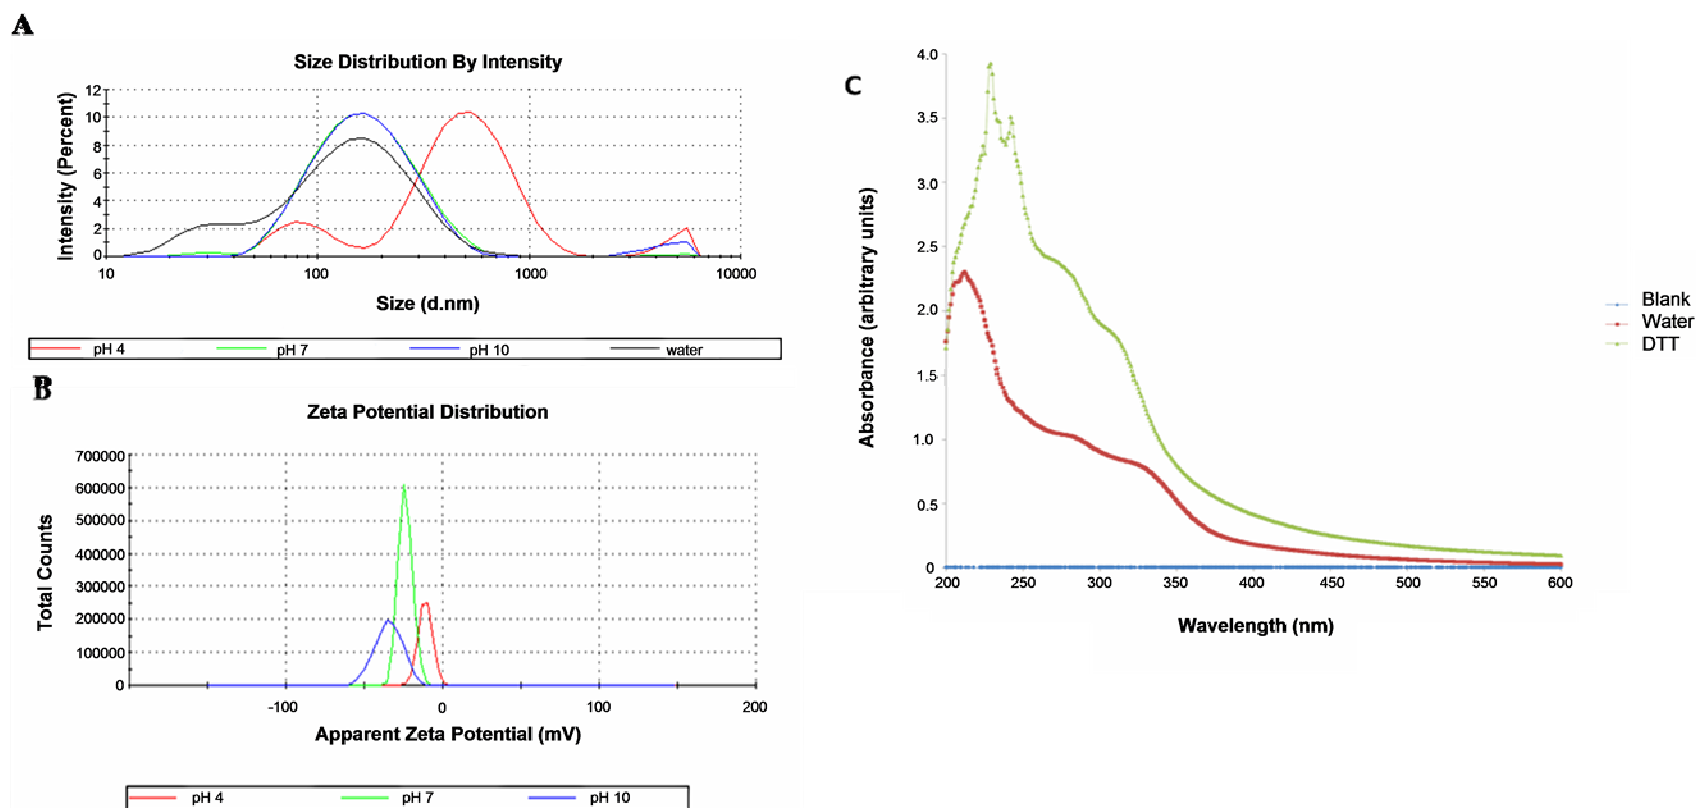 A
Size Distribution By Intensity
Intensity (Percent)
12
10
8
6
4
2
0
10
100
1000
10000
Size (d.nm)
pH 4
pH 7
pH 10
water
B
Zeta Potential Distribution
Total Counts
700000
600000
500000
400000
300000
200000
100000
0
-100
0
100
200
Apparent Zeta Potential (mV)
pH 4
pH 7
pH 10
C
Absorbance (arbitrary units)
4.0
3.5
3.0
2.5
2.0
1.5
1.0
0.5
0
200
250
300
350
400
450
500
550
600
Wavelength (nm)
Blank
Water
DTT